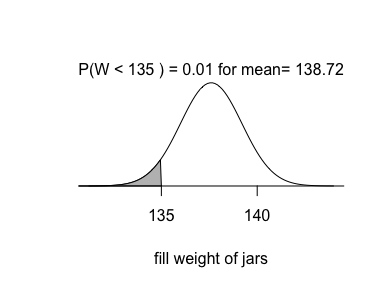 P(W < 135 ) = 0.01 for mean= 138.72
135 140
fill weight of jars